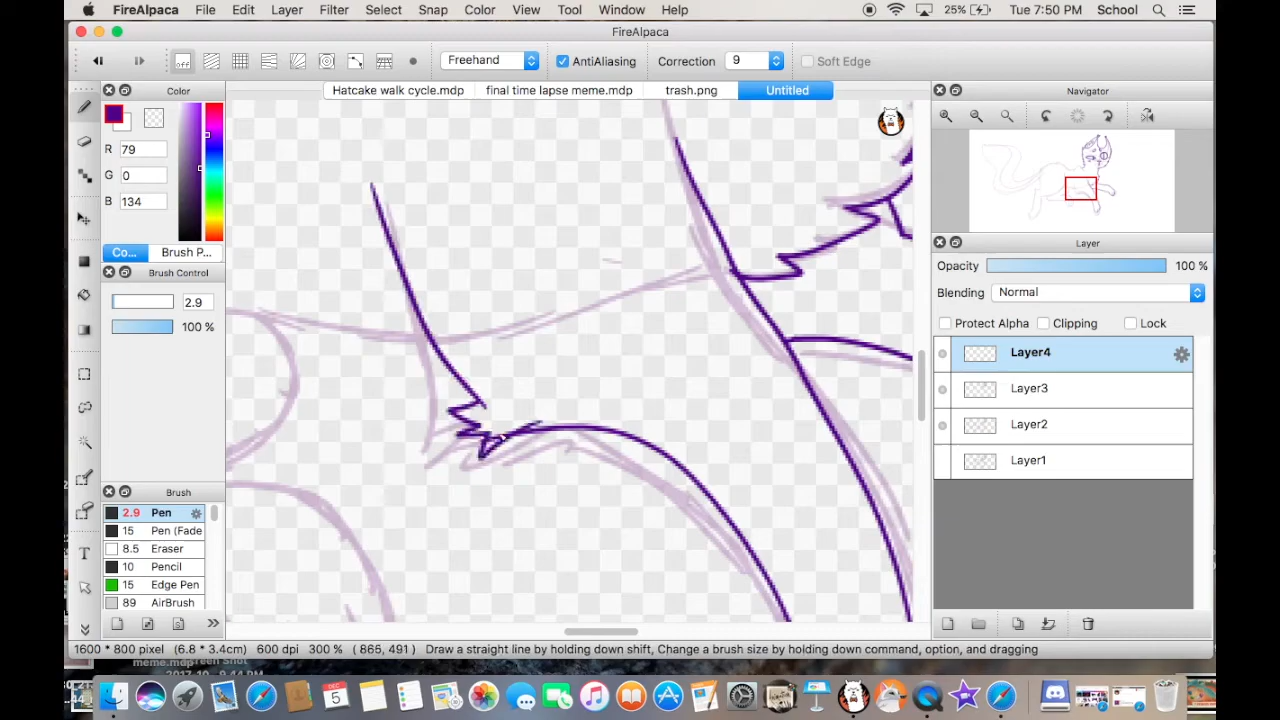 FireAlpaca File Edit Layer Filter Select Snap Color View Tool Window Help 25% Tue 7:50 PM School
FireAlpaca
off Freehand AntiAliasing Correction 9 Soft Edge
Color Hatcake walk cycle.mdp final time lapse meme.mdp trash.png Untitled Navigator
R 79
G 0
B 134
Co... Brush P...
Brush Control
2.9
100 %
Layer
Opacity 100 %
Blending Normal
Protect Alpha Clipping Lock
Layer4
Layer3
Layer2
Layer1
Brush
2.9 Pen
15 Pen (Fade
8.5 Eraser
10 Pencil
15 Edge Pen
89 AirBrush
T
1600 * 800 pixel (6.8 * 3.4cm) 600 dpi 300 % ( 865, 491 ) Draw a straight line by holding down shift, Change a brush size by holding down command, option, and dragging
meme.mdp
DEC
5